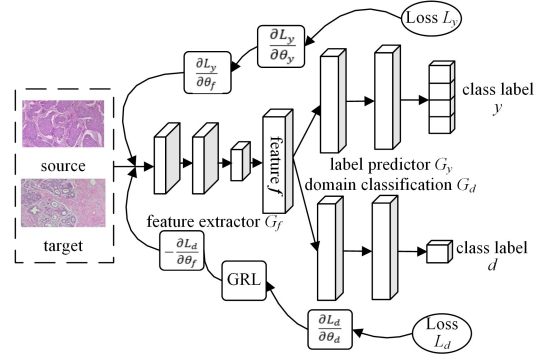 Loss L_y
∂L_y/∂θ_y
∂L_y/∂θ_f
class label
y
source
feature f
label predictor G_y
domain classification G_d
target
feature extractor G_f
-∂L_d/∂θ_f
GRL
class label
d
∂L_d/∂θ_d
Loss
L_d